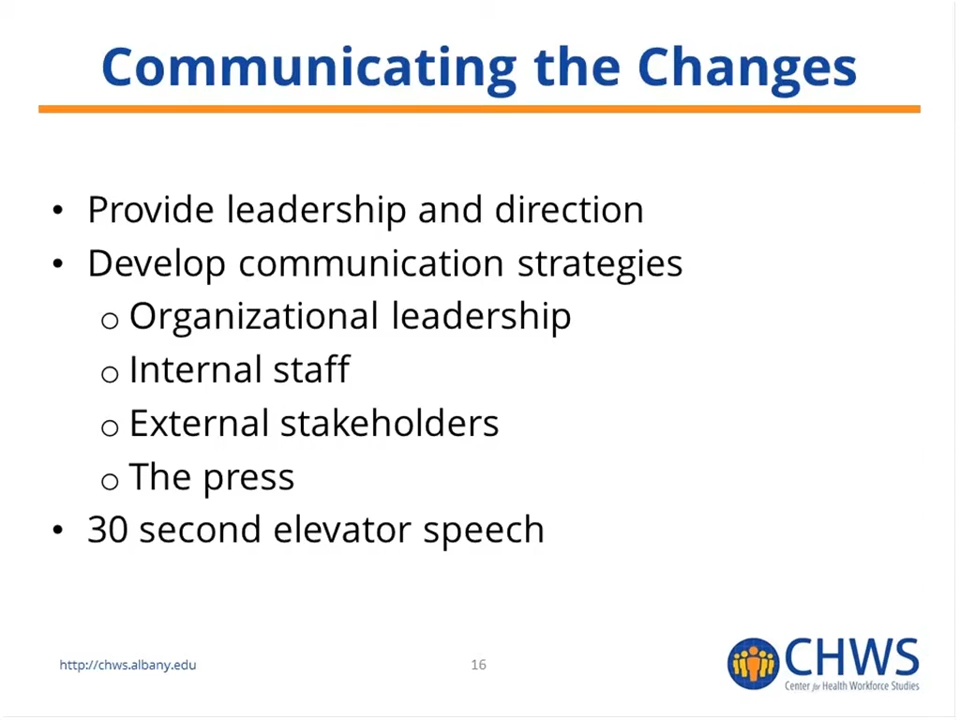 Communicating the Changes
• Provide leadership and direction
• Develop communication strategies
o Organizational leadership
o Internal staff
o External stakeholders
o The press
• 30 second elevator speech
http://chws.albany.edu
16
CHWS
Center for Health Workforce Studies